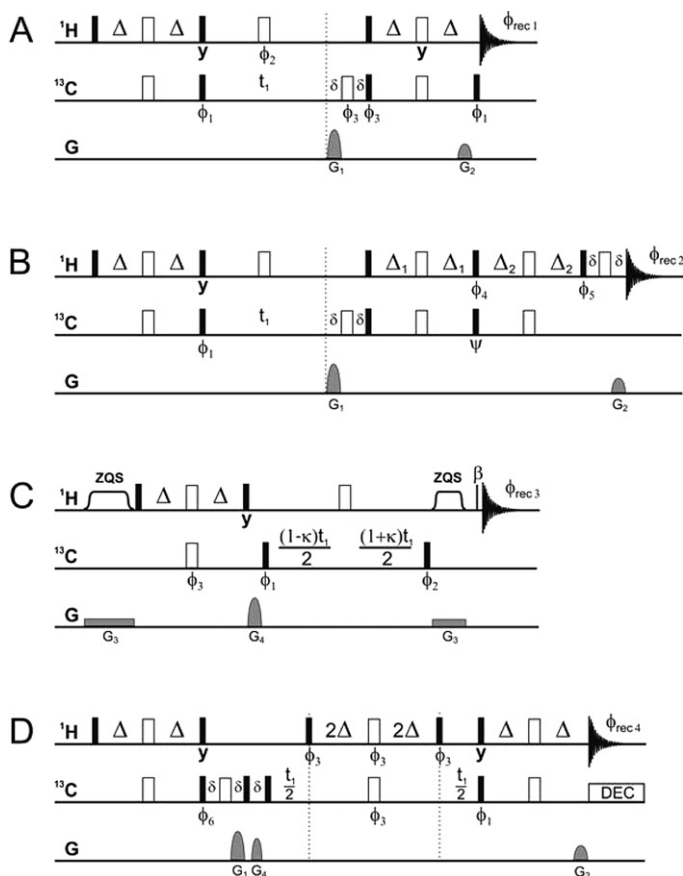 A
¹H Δ Δ Δ Δ ϕrec 1
y ϕ2 y
¹³C t1 δ δ
ϕ1 ϕ3 ϕ3 ϕ1
G
G1 G2
B
¹H Δ Δ Δ1 Δ1 Δ2 Δ2 δ δ ϕrec 2
y ϕ4 ϕ5
¹³C t1 δ δ
ϕ1 ψ
G
G1 G2
C
ZQS ZQS β
¹H Δ Δ ϕrec 3
y
¹³C (1-κ)t1/2 (1+κ)t1/2
ϕ3 ϕ1 ϕ2
G
G3 G4 G3
D
¹H Δ Δ 2Δ 2Δ Δ Δ ϕrec 4
y ϕ3 ϕ3 ϕ3 y
¹³C δ δ δ t1/2 t1/2 DEC
ϕ6 ϕ3 ϕ1
G
G1 G4 G3